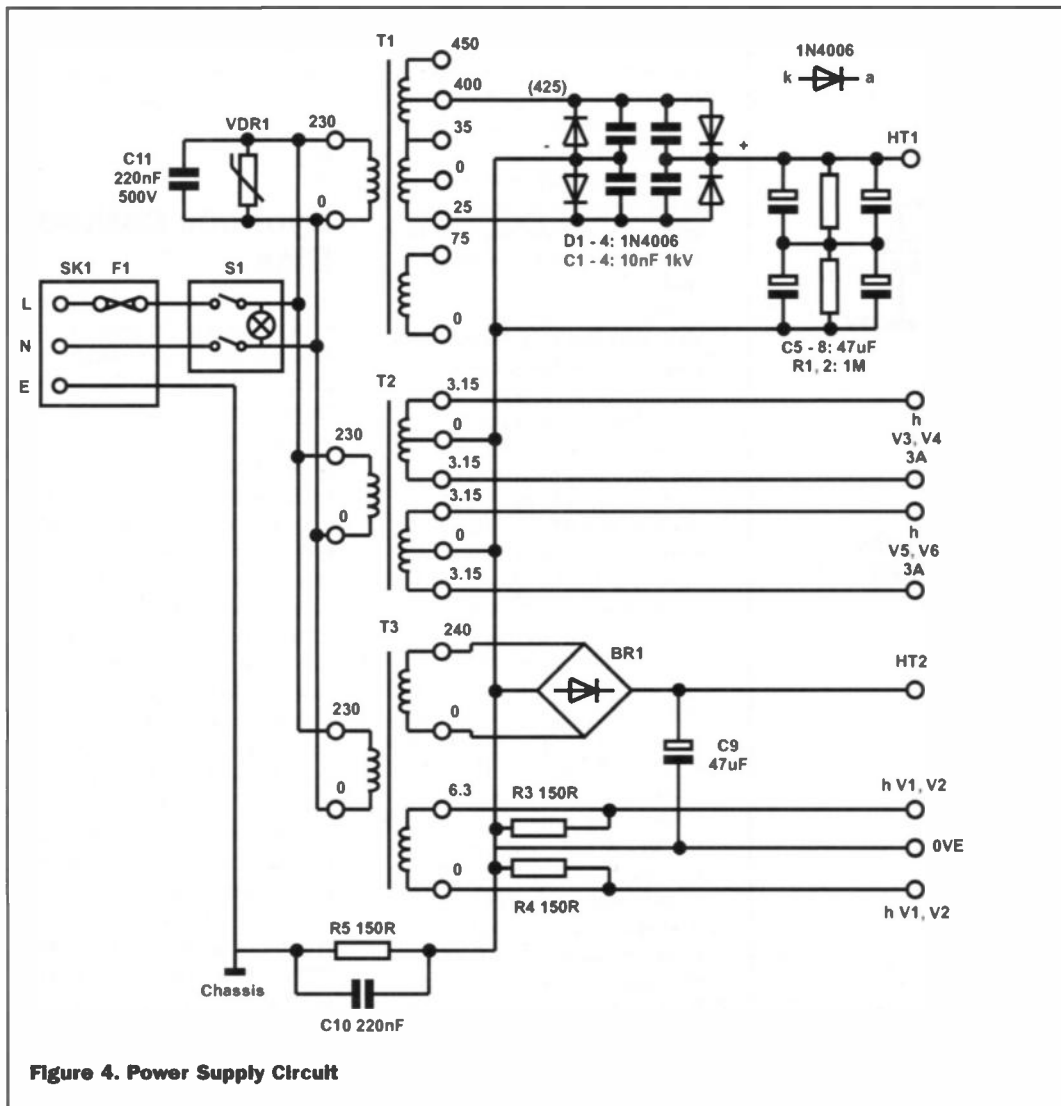 T1
450
400
35
0
25
75
0
(425)
1N4006
k
a
VDR1
C11
220nF
500V
230
0
-
+
HT1
D1 - 4: 1N4006
C1 - 4: 10nF 1kV
C5 - 8: 47uF
R1, 2: 1M
SK1
F1
S1
L
N
E
T2
230
0
3.15
0
3.15
3.15
0
3.15
h
V3, V4
3A
h
V5, V6
3A
T3
230
0
240
0
6.3
0
BR1
HT2
C9
47uF
R3 150R
h V1, V2
0VE
R4 150R
h V1, V2
R5 150R
Chassis
C10 220nF
Figure 4. Power Supply Circuit